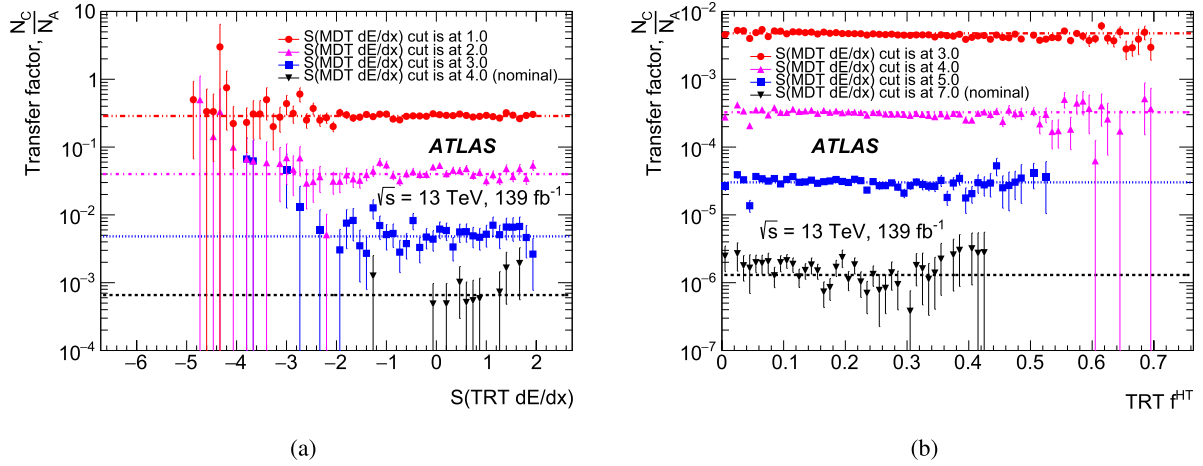 Transfer factor, N_C/N_A
10
1
10⁻¹
10⁻²
10⁻³
10⁻⁴
S(MDT dE/dx) cut is at 1.0
S(MDT dE/dx) cut is at 2.0
S(MDT dE/dx) cut is at 3.0
S(MDT dE/dx) cut is at 4.0 (nominal)
ATLAS
√s = 13 TeV, 139 fb⁻¹
−6 −5 −4 −3 −2 −1 0 1 2
S(TRT dE/dx)
(a)
Transfer factor, N_C/N_A
10⁻²
10⁻³
10⁻⁴
10⁻⁵
10⁻⁶
10⁻⁷
S(MDT dE/dx) cut is at 3.0
S(MDT dE/dx) cut is at 4.0
S(MDT dE/dx) cut is at 5.0
S(MDT dE/dx) cut is at 7.0 (nominal)
ATLAS
√s = 13 TeV, 139 fb⁻¹
0 0.1 0.2 0.3 0.4 0.5 0.6 0.7
TRT f^HT
(b)